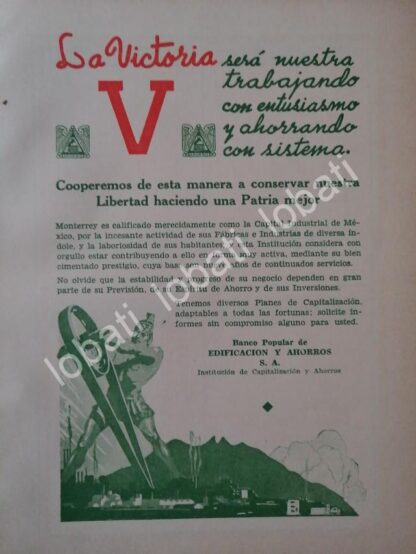 La Victoria será nuestra
trabajando
con entusiasmo
y ahorrando
con sistema.
V
Cooperemos de esta manera a conservar nuestra
Libertad haciendo una Patria mejor
Monterrey es calificado merecidamente como la Capital Industrial de Mé-
xico, por la incesante actividad de sus Fábricas e Industrias de diversa ín-
dole, y la laboriosidad de sus habitantes. Esta Institución considera con
orgullo estar contribuyendo a ello en forma muy activa, mediante su bien
cimentado prestigio, cuya base son años de continuados servicios.
No olvide que la estabilidad y progreso de su negocio dependen en gran
parte de su Previsión, de su Espíritu de Ahorro y de sus Inversiones.
Tenemos diversos Planes de Capitalización,
adaptables a todas las fortunas; solicite in-
formes sin compromiso alguno para usted.
Banco Popular de
EDIFICACION Y AHORROS
S. A.
Institución de Capitalización y Ahorros
lobati lobati lobati
lobati lobati lobati